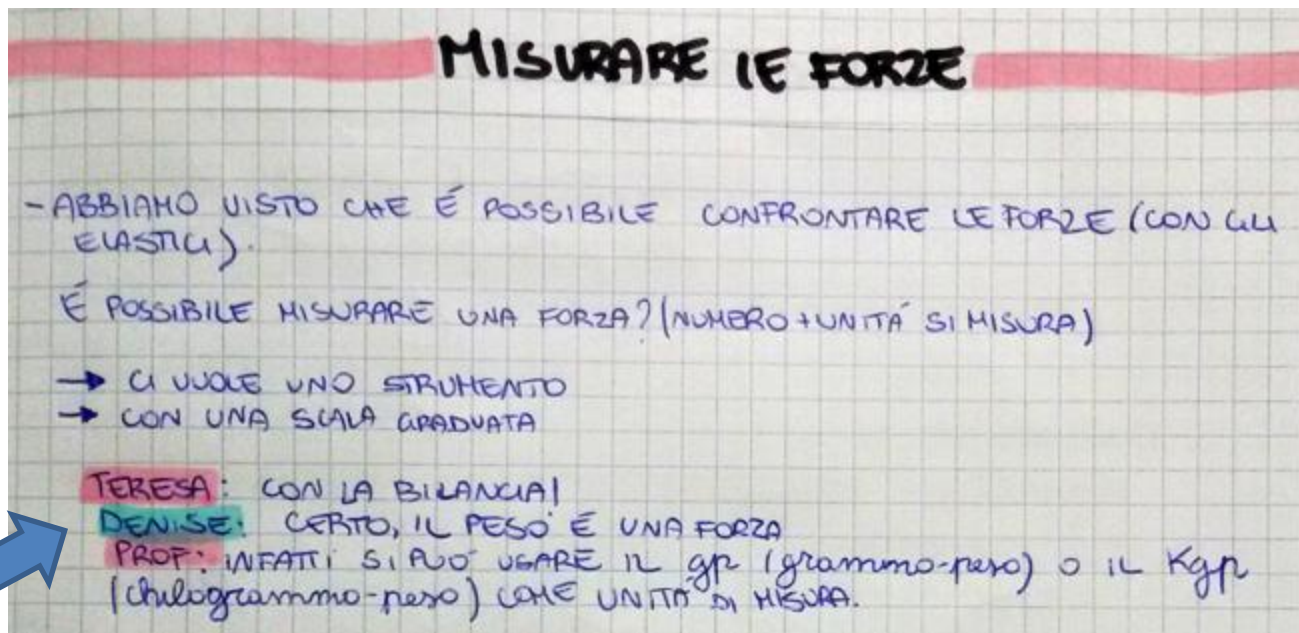 MISURARE LE FORZE
- ABBIAMO VISTO CHE É POSSIBILE CONFRONTARE LE FORZE (CON GLI
ELASTICI).
É POSSIBILE MISURARE UNA FORZA? (NUMERO + UNITÁ SI MISURA)
→ CI VUOLE UNO STRUMENTO
→ CON UNA SCALA GRADUATA
TERESA: CON LA BILANCIA!
DENISE: CERTO, IL PESO É UNA FORZA
PROF: INFATTI SI PUO' USARE IL gp (grammo-peso) O IL Kgp
(chilogrammo-peso) COME UNITA' DI MISURA.